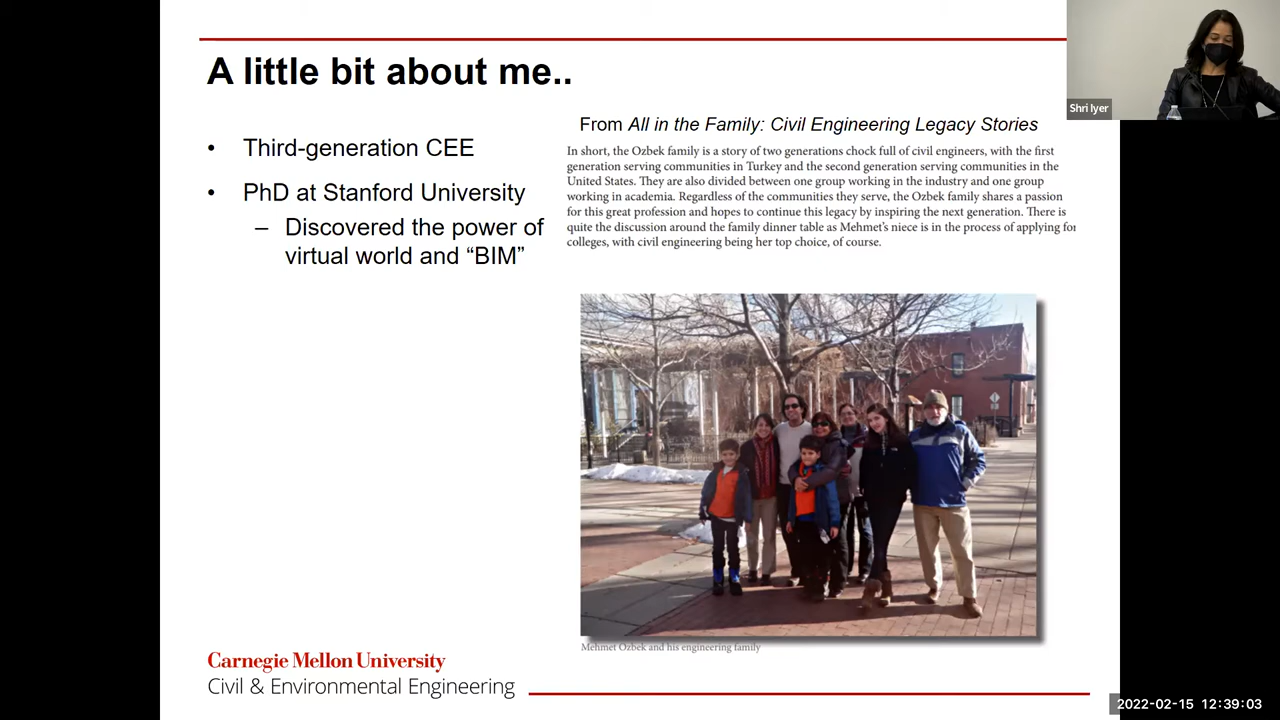 A little bit about me..
Shri Iyer
• Third-generation CEE
• PhD at Stanford University
– Discovered the power of
virtual world and “BIM”
From All in the Family: Civil Engineering Legacy Stories
In short, the Ozbek family is a story of two generations chock full of civil engineers, with the first
generation serving communities in Turkey and the second generation serving communities in the
United States. They are also divided between one group working in the industry and one group
working in academia. Regardless of the communities they serve, the Ozbek family shares a passion
for this great profession and hopes to continue this legacy by inspiring the next generation. There is
quite the discussion around the family dinner table as Mehmet’s niece is in the process of applying for
colleges, with civil engineering being her top choice, of course.
Mehmet Ozbek and his engineering family
Carnegie Mellon University
Civil & Environmental Engineering
2022-02-15 12:39:03